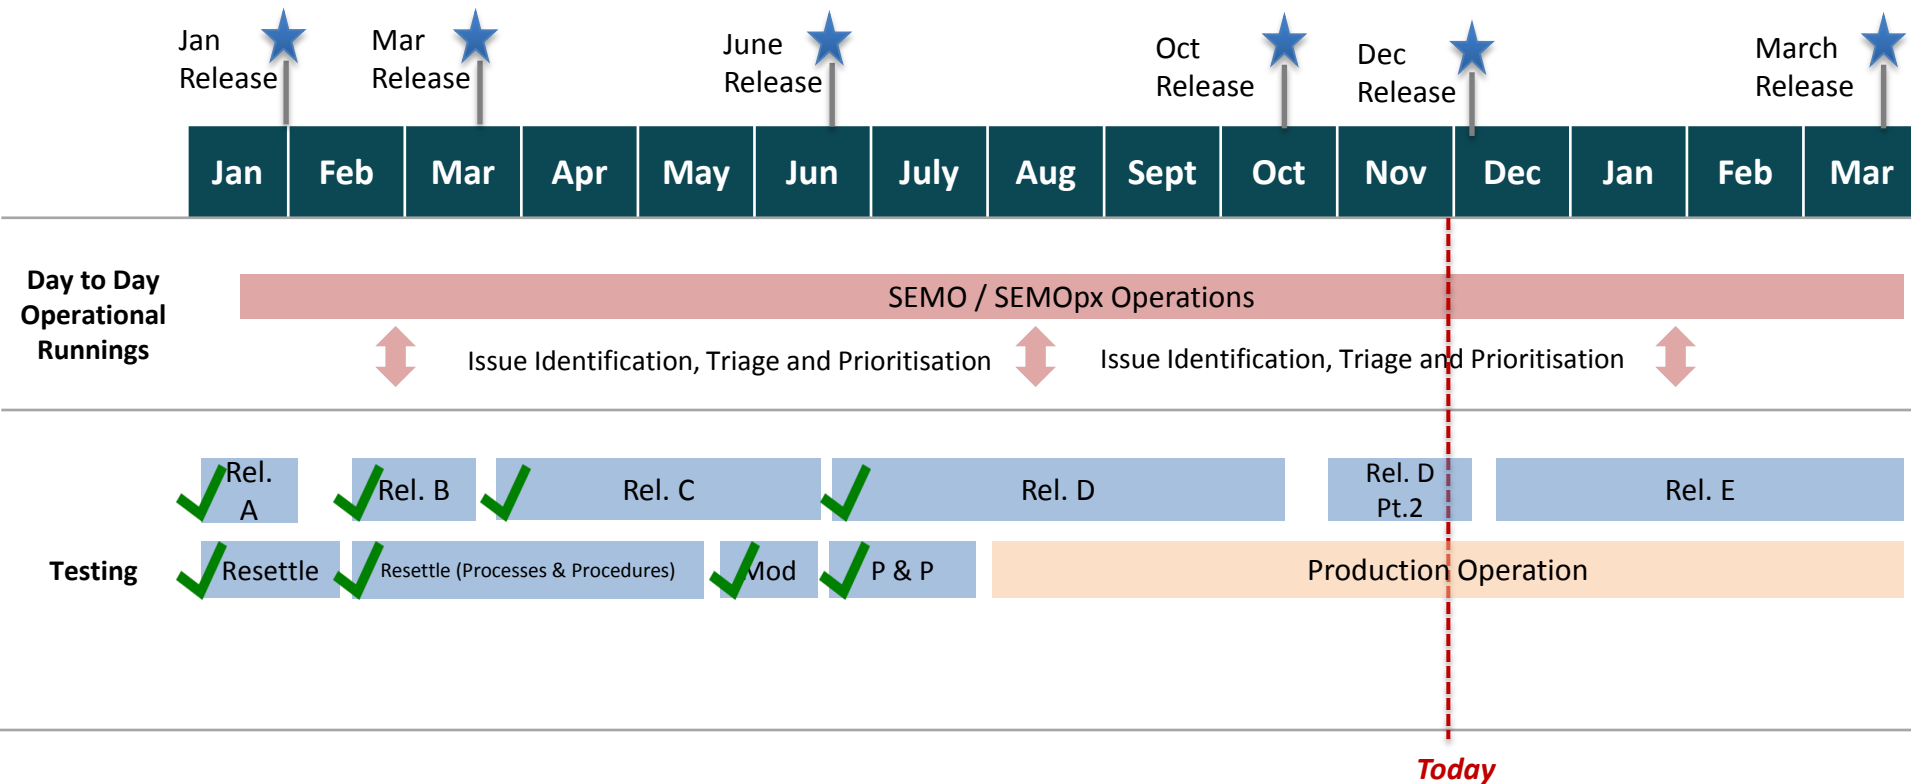 Jan
Release
Mar
Release
June
Release
Oct
Release
Dec
Release
March
Release
Jan Feb Mar Apr May Jun July Aug Sept Oct Nov Dec Jan Feb Mar
Day to Day
Operational
Runnings
SEMO / SEMOpx Operations
Issue Identification, Triage and Prioritisation
Issue Identification, Triage and Prioritisation
Testing
Rel.
A
Rel. B
Rel. C
Rel. D
Rel. D
Pt.2
Rel. E
Resettle
Resettle (Processes & Procedures)
Mod
P & P
Production Operation
Today